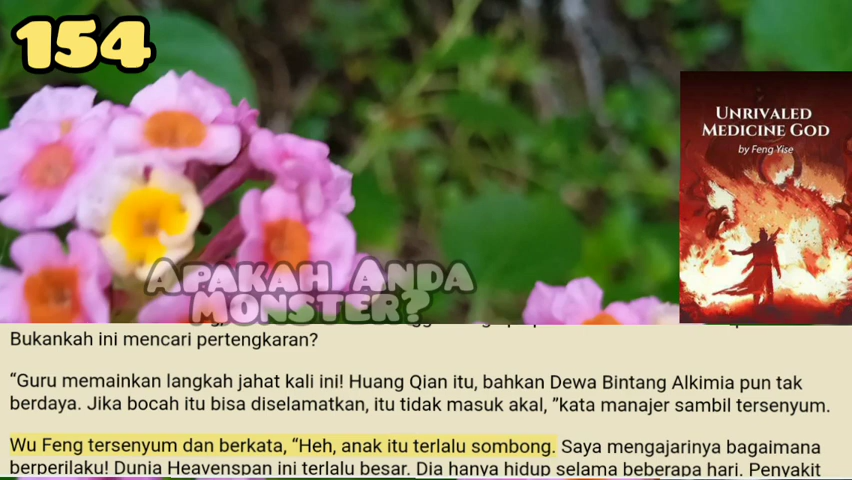 154
UNRIVALED
MEDICINE GOD
by Feng Yise
APAKAH ANDA
MONSTER?
Bukankah ini mencari pertengkaran?
“Guru memainkan langkah jahat kali ini! Huang Qian itu, bahkan Dewa Bintang Alkimia pun tak
berdaya. Jika bocah itu bisa diselamatkan, itu tidak masuk akal, ”kata manajer sambil tersenyum.
Wu Feng tersenyum dan berkata, “Heh, anak itu terlalu sombong. Saya mengajarinya bagaimana
berperilaku! Dunia Heavenspan ini terlalu besar. Dia hanya hidup selama beberapa hari. Penyakit